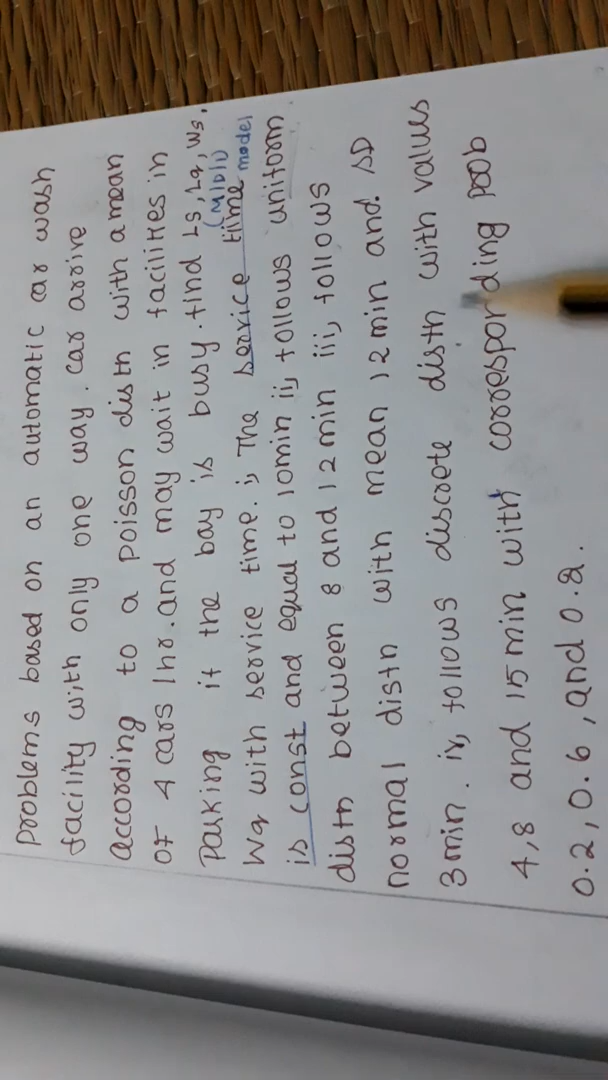 Problems based on an automatic car wash
facility with only one way. Car arrive
according to a poisson distn with a mean
of 4 cars 1hr. and may wait in facilities in
Parking if the bay is busy. find Ls, Lq, Ws,
(M/D/1)
Wq with service time. i, The service time model
is const and equal to 10min ii, follows uniform
distn between 8 and 12 min iii, follows
normal distn with mean 12 min and SD
3min. iv, follows discrete distn with values
4,8 and 15 min with corresponding prob
0.2, 0.6, and 0.2.